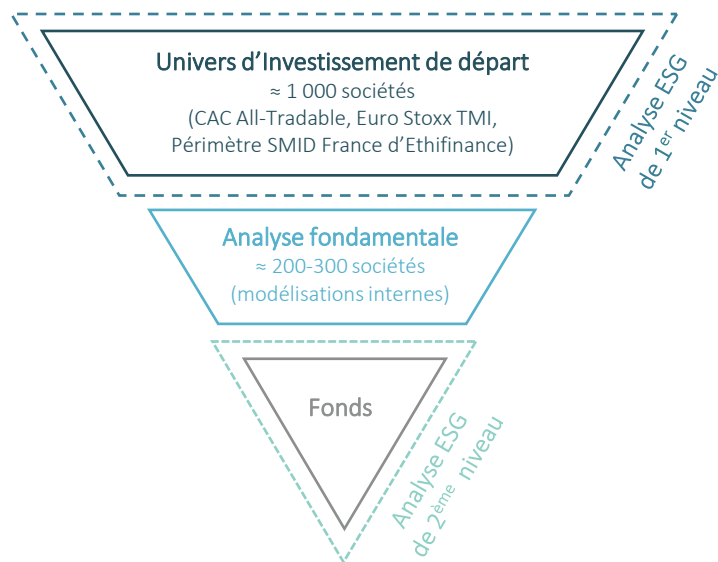 Univers d’Investissement de départ
≈ 1 000 sociétés
(CAC All-Tradable, Euro Stoxx TMI,
Périmètre SMID France d’Ethifinance)
Analyse ESG
de 1er niveau
Analyse fondamentale
≈ 200-300 sociétés
(modélisations internes)
Fonds
Analyse ESG
de 2ème niveau